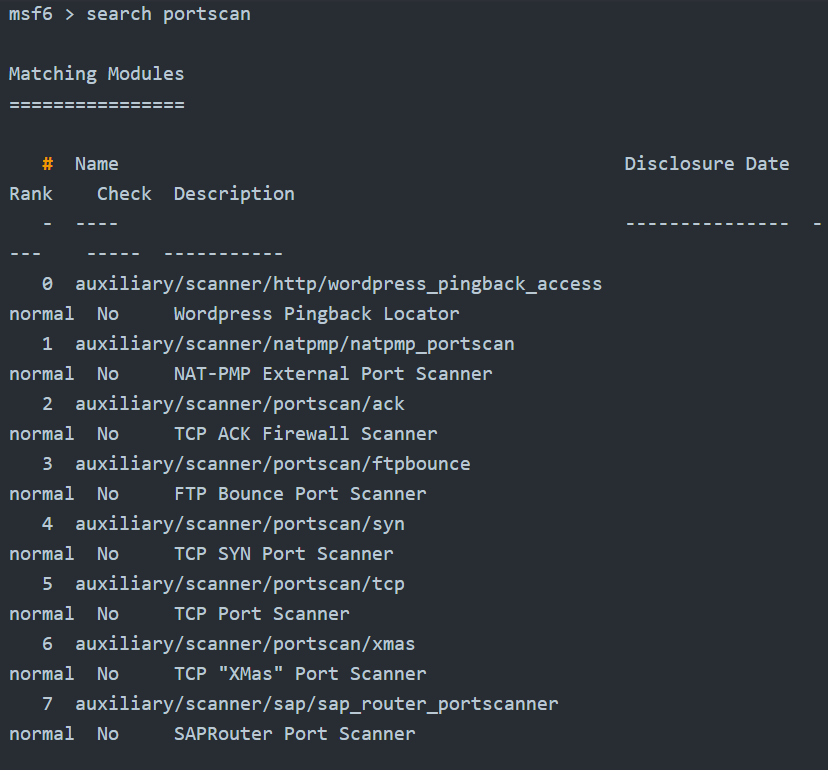 msf6 > search portscan
Matching Modules
================
# Name Disclosure Date
Rank Check Description
- ---- --------------- -
--- ----- -----------
0 auxiliary/scanner/http/wordpress_pingback_access
normal No Wordpress Pingback Locator
1 auxiliary/scanner/natpmp/natpmp_portscan
normal No NAT-PMP External Port Scanner
2 auxiliary/scanner/portscan/ack
normal No TCP ACK Firewall Scanner
3 auxiliary/scanner/portscan/ftpbounce
normal No FTP Bounce Port Scanner
4 auxiliary/scanner/portscan/syn
normal No TCP SYN Port Scanner
5 auxiliary/scanner/portscan/tcp
normal No TCP Port Scanner
6 auxiliary/scanner/portscan/xmas
normal No TCP "XMas" Port Scanner
7 auxiliary/scanner/sap/sap_router_portscanner
normal No SAPRouter Port Scanner